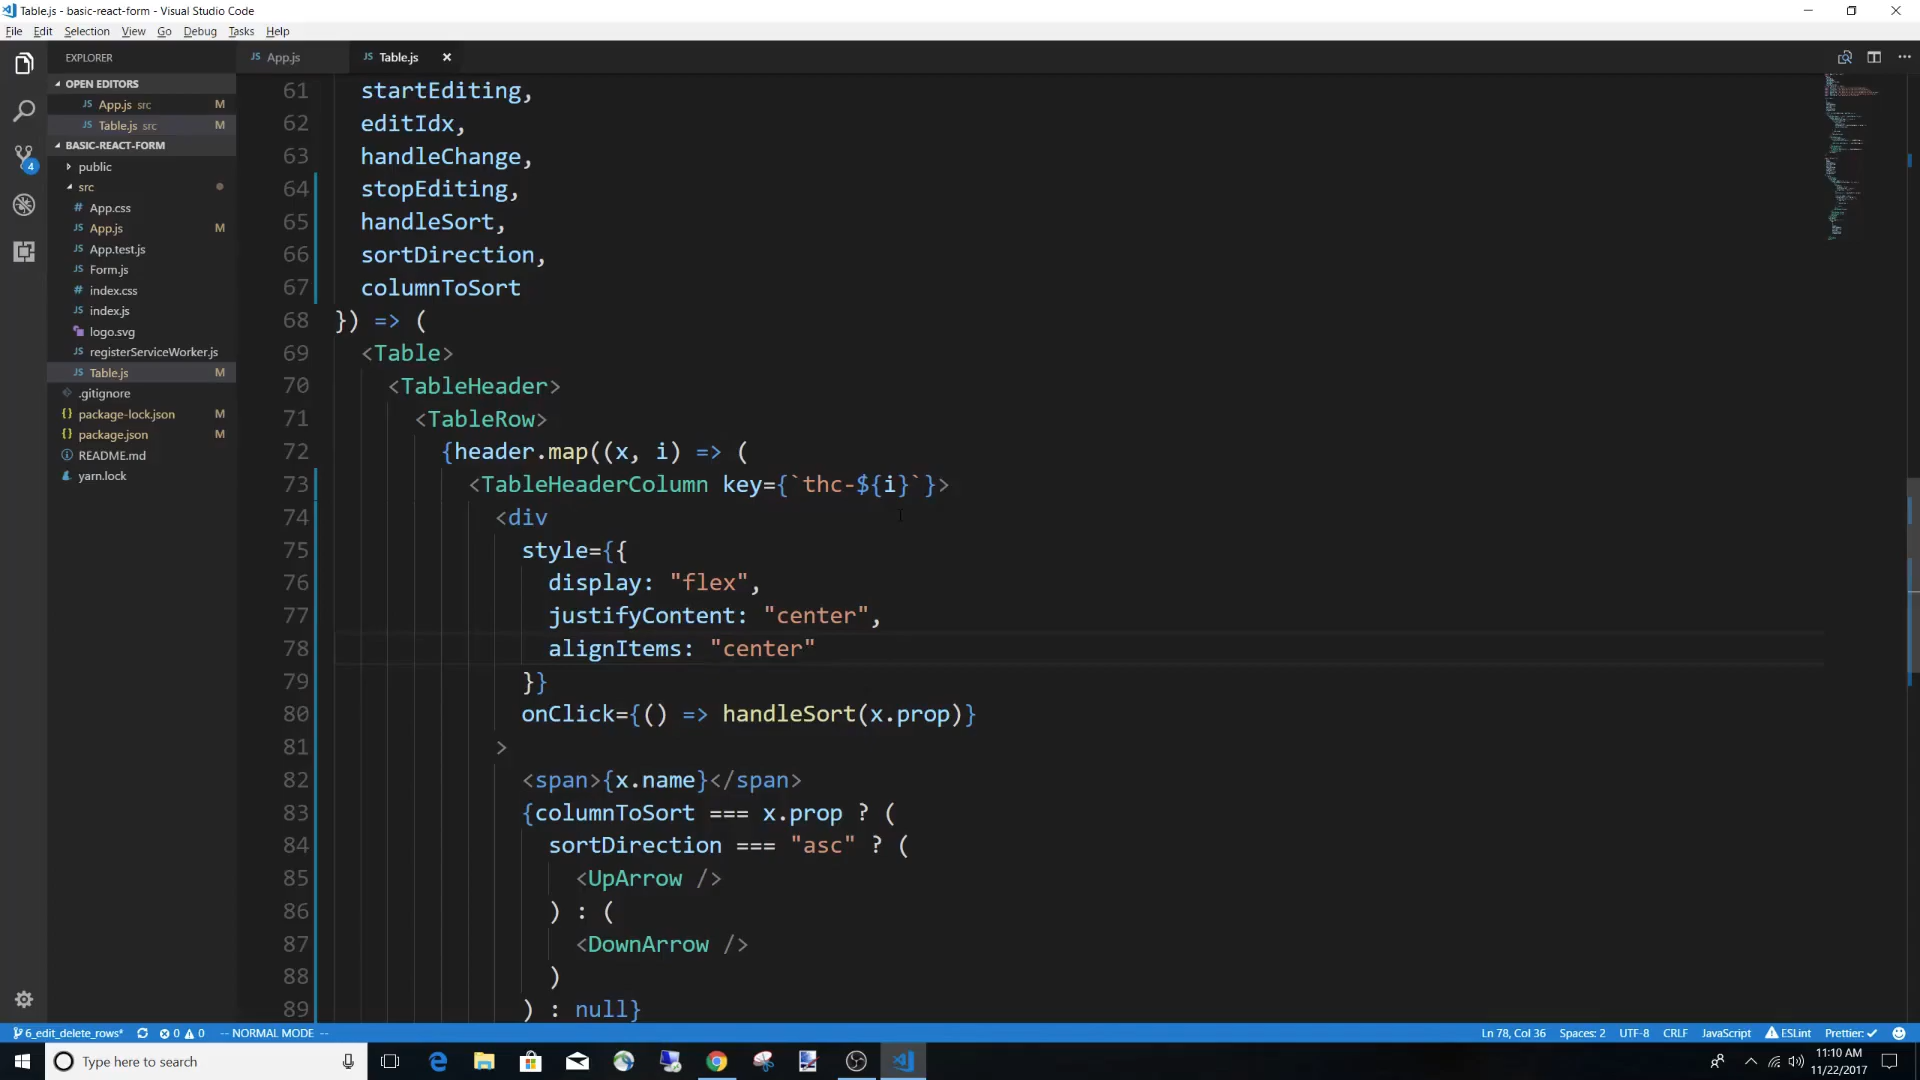 Table.js - basic-react-form - Visual Studio Code
File Edit Selection View Go Debug Tasks Help
EXPLORER
OPEN EDITORS
JS App.js src M
JS Table.js src M
BASIC-REACT-FORM
public
src
# App.css
JS App.js M
JS App.test.js
JS Form.js
# index.css
JS index.js
logo.svg
JS registerServiceWorker.js
JS Table.js M
.gitignore
{} package-lock.json M
{} package.json M
README.md
yarn.lock
4
JS App.js
JS Table.js
61 startEditing,
62 editIdx,
63 handleChange,
64 stopEditing,
65 handleSort,
66 sortDirection,
67 columnToSort
68 }) => (
69 <Table>
70 <TableHeader>
71 <TableRow>
72 {header.map((x, i) => (
73 <TableHeaderColumn key={`thc-${i}`}>
74 <div
75 style={{
76 display: "flex",
77 justifyContent: "center",
78 alignItems: "center"
79 }}
80 onClick={() => handleSort(x.prop)}
81 >
82 <span>{x.name}</span>
83 {columnToSort === x.prop ? (
84 sortDirection === "asc" ? (
85 <UpArrow />
86 ) : (
87 <DownArrow />
88 )
89 ) : null}
6_edit_delete_rows* 0 0 -- NORMAL MODE -- Ln 78, Col 36 Spaces: 2 UTF-8 CRLF JavaScript ESLint Prettier: ✓
Type here to search
11:10 AM
11/22/2017